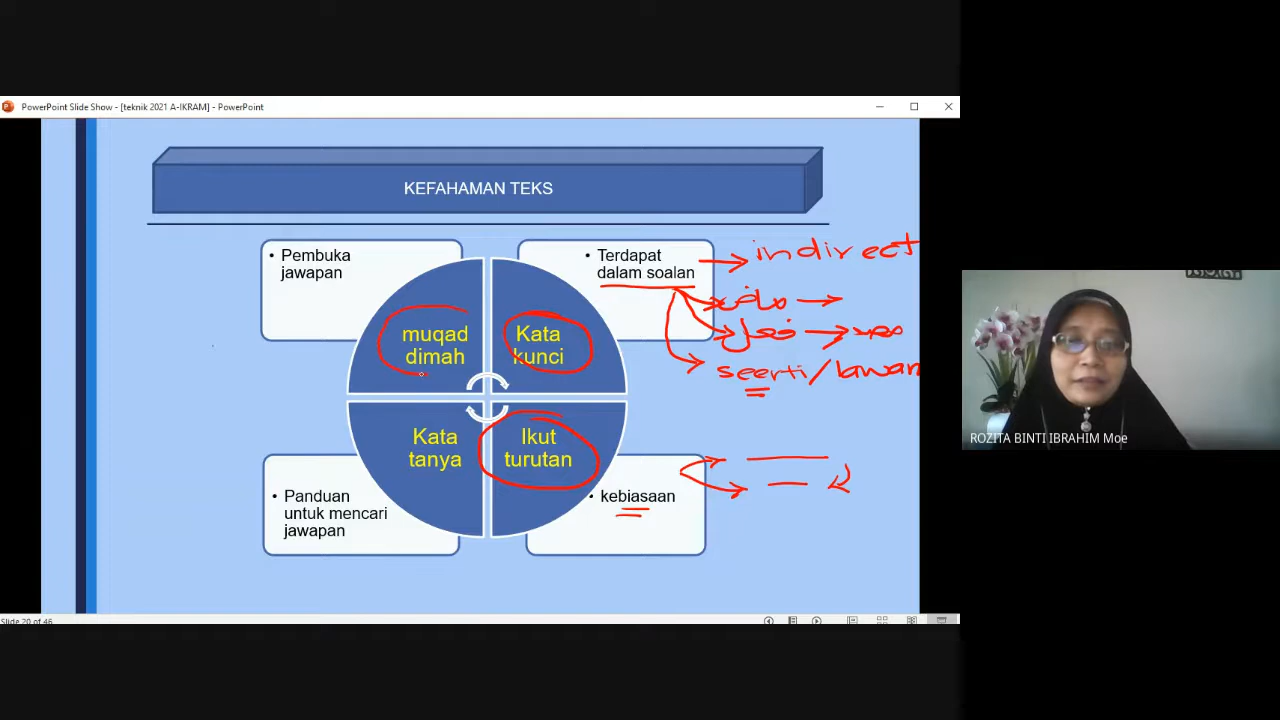 PowerPoint Slide Show - [teknik 2021 A-IKRAM] - PowerPoint
KEFAHAMAN TEKS
• Pembuka
jawapan
• Terdapat
dalam soalan
indirect
ماض
فعل
seerti/lawan
muqad
dimah
Kata
kunci
Kata
tanya
Ikut
turutan
• Panduan
untuk mencari
jawapan
• kebiasaan
ROZITA BINTI IBRAHIM Moe
Slide 20 of 46